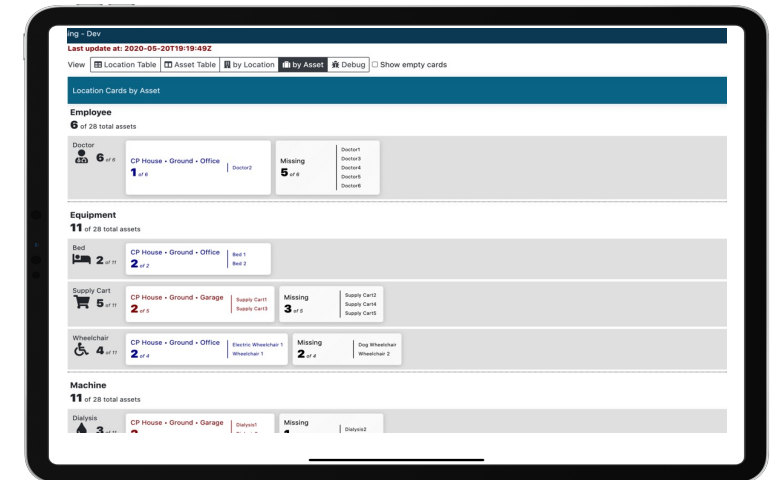 ing - Dev
Last update at: 2020-05-20T19:19:49Z
View Location Table Asset Table by Location by Asset Debug Show empty cards
Location Cards by Asset
Employee
6 of 28 total assets
Doctor
6 of 6
CP House • Ground • Office
1 of 6
Doctor2
Missing
5 of 6
Doctor1
Doctor3
Doctor4
Doctor5
Doctor6
Equipment
11 of 28 total assets
Bed
2 of 11
CP House • Ground • Office
2 of 2
Bed 1
Bed 2
Supply Cart
5 of 11
CP House • Ground • Garage
2 of 5
Supply Cart1
Supply Cart3
Missing
3 of 5
Supply Cart2
Supply Cart4
Supply Cart5
Wheelchair
4 of 11
CP House • Ground • Office
2 of 4
Electric Wheelchair 1
Wheelchair 1
Missing
2 of 4
Dog Wheelchair
Wheelchair 2
Machine
11 of 28 total assets
Dialysis
3 of 11
CP House • Ground • Garage
Dialysis1
Missing
Dialysis2